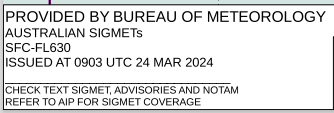 PROVIDED BY BUREAU OF METEOROLOGY
AUSTRALIAN SIGMETs
SFC-FL630
ISSUED AT 0903 UTC 24 MAR 2024
CHECK TEXT SIGMET, ADVISORIES AND NOTAM
REFER TO AIP FOR SIGMET COVERAGE